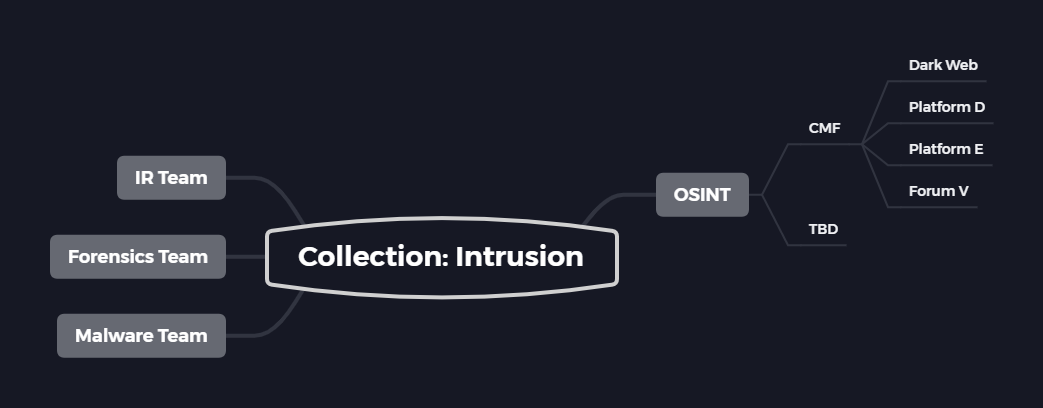 IR Team
Forensics Team
Malware Team
Collection: Intrusion
OSINT
CMF
Dark Web
Platform D
Platform E
Forum V
TBD